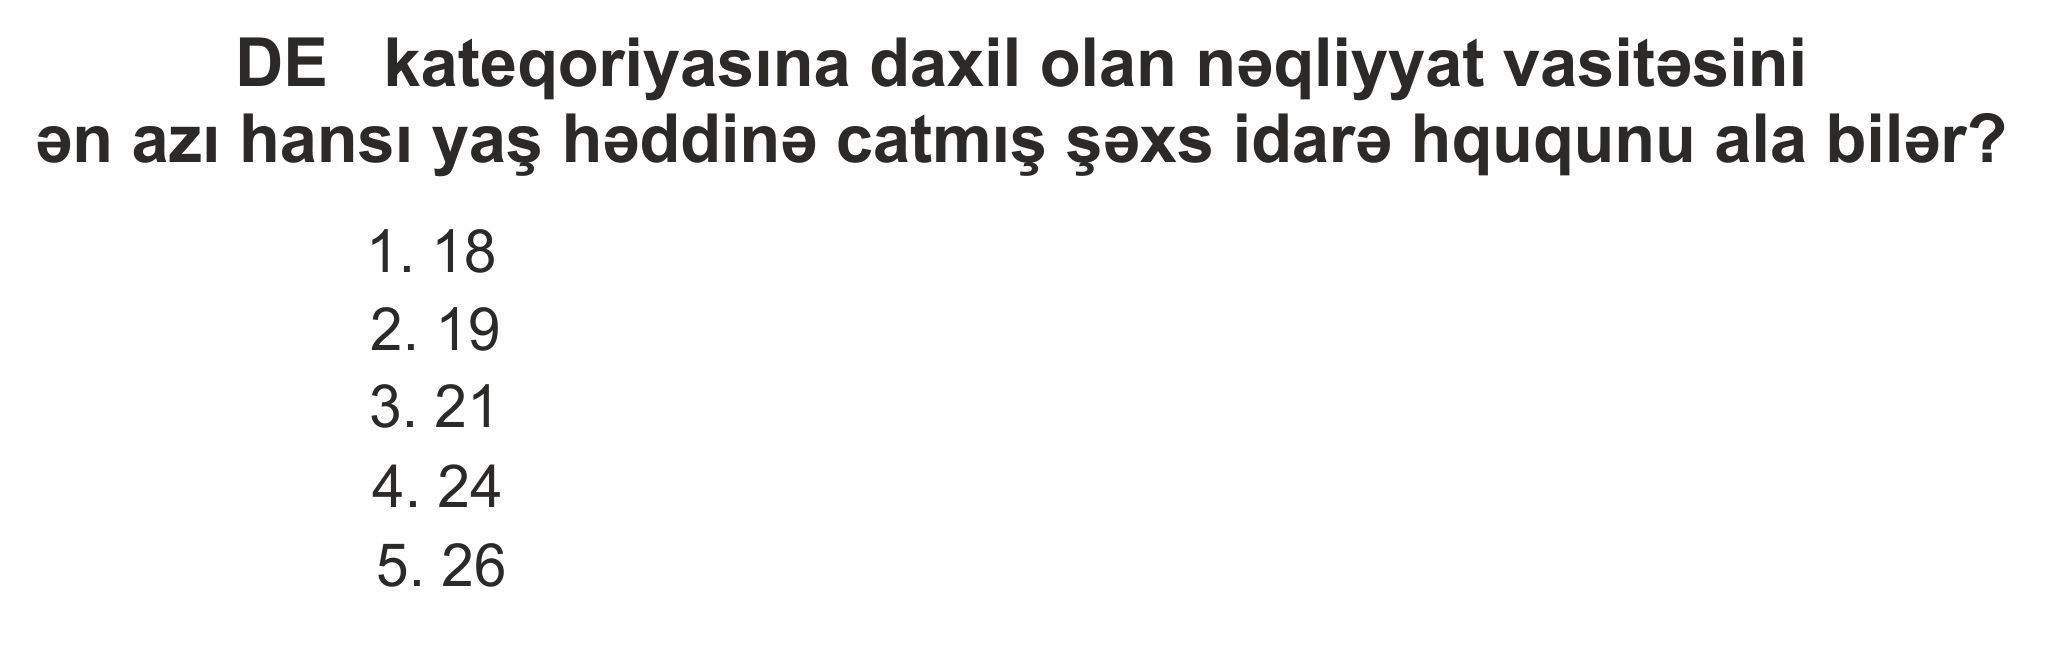 DE kateqoriyasına daxil olan nəqliyyat vasitəsini
ən azı hansı yaş həddinə catmış şəxs idarə hququnu ala bilər?
1. 18
2. 19
3. 21
4. 24
5. 26